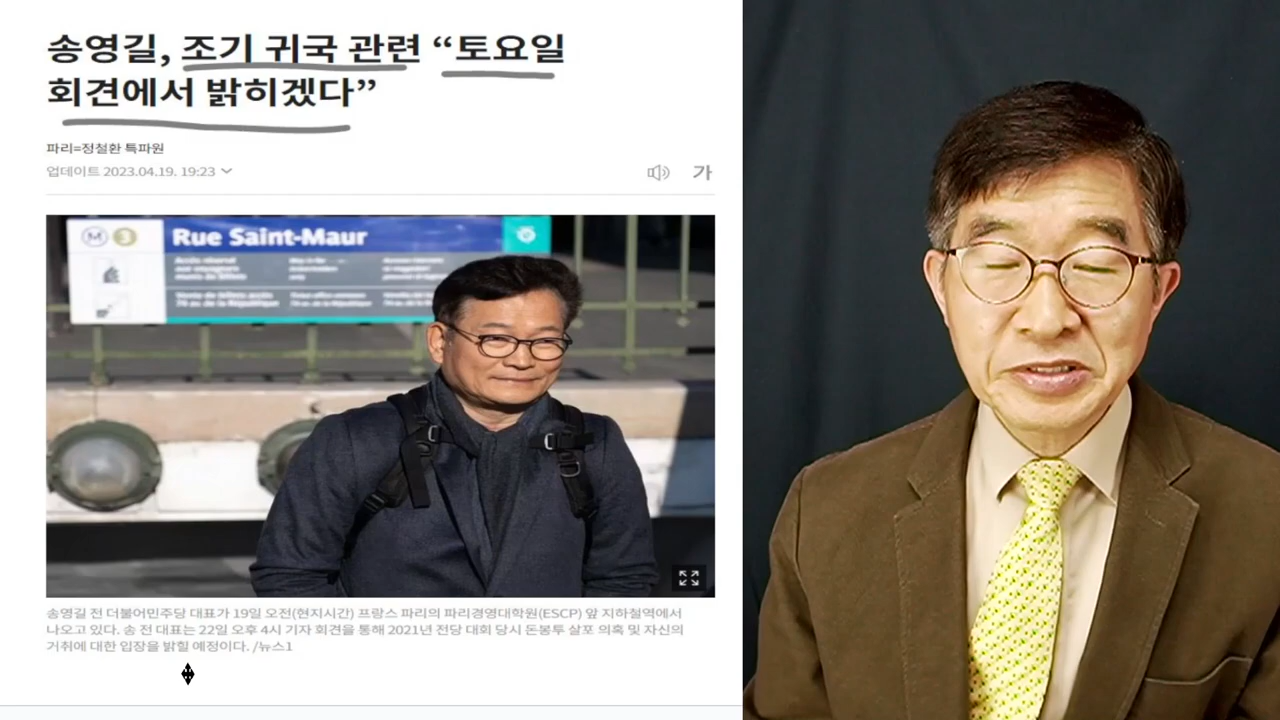 송영길, 조기 귀국 관련 “토요일
회견에서 밝히겠다”
파리=정철환 특파원
업데이트 2023.04.19. 19:23
가
M 3 Rue Saint-Maur
송영길 전 더불어민주당 대표가 19일 오전(현지시간) 프랑스 파리의 파리경영대학원(ESCP) 앞 지하철역에서
나오고 있다. 송 전 대표는 22일 오후 4시 기자 회견을 통해 2021년 전당 대회 당시 돈봉투 살포 의혹 및 자신의
거취에 대한 입장을 밝힐 예정이다. /뉴스1